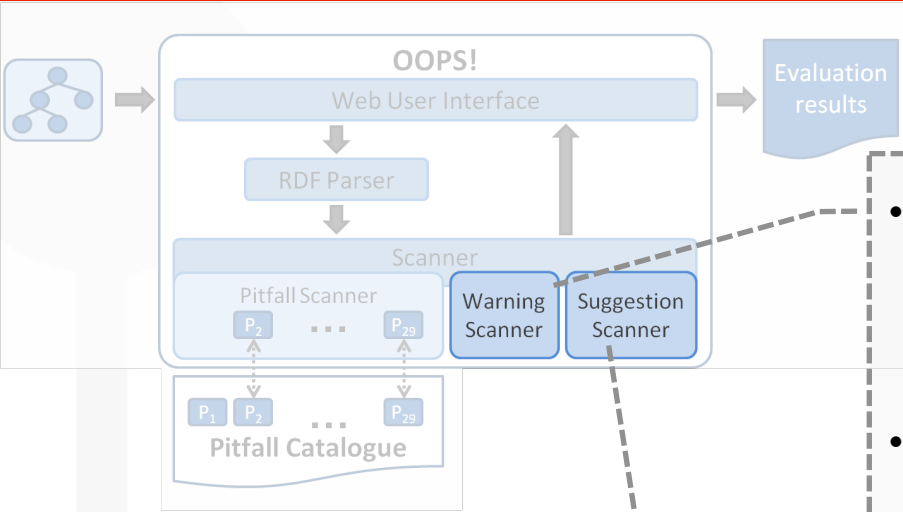 OOPS!
Web User Interface
Evaluation
results
RDF Parser
Scanner
Pitfall Scanner
P2 ... P29
Warning
Scanner
Suggestion
Scanner
P1 P2 ... P29
Pitfall Catalogue